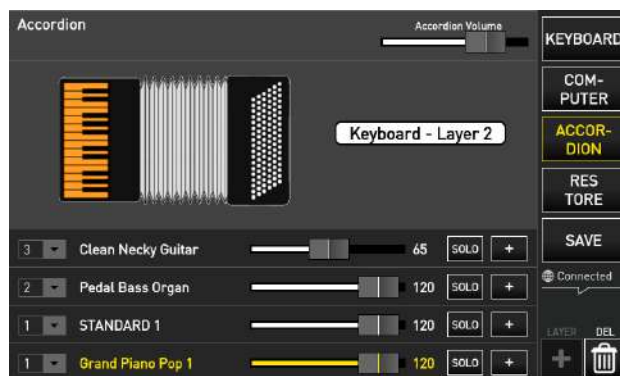 Accordion
Accordion Volume
Keyboard - Layer 2
3 Clean Necky Guitar 65 SOLO +
2 Pedal Bass Organ 120 SOLO +
1 STANDARD 1 120 SOLO +
1 Grand Piano Pop 1 120 SOLO +
KEYBOARD
COM-
PUTER
ACCOR-
DION
RES
TORE
SAVE
Connected
LAYER DEL
+